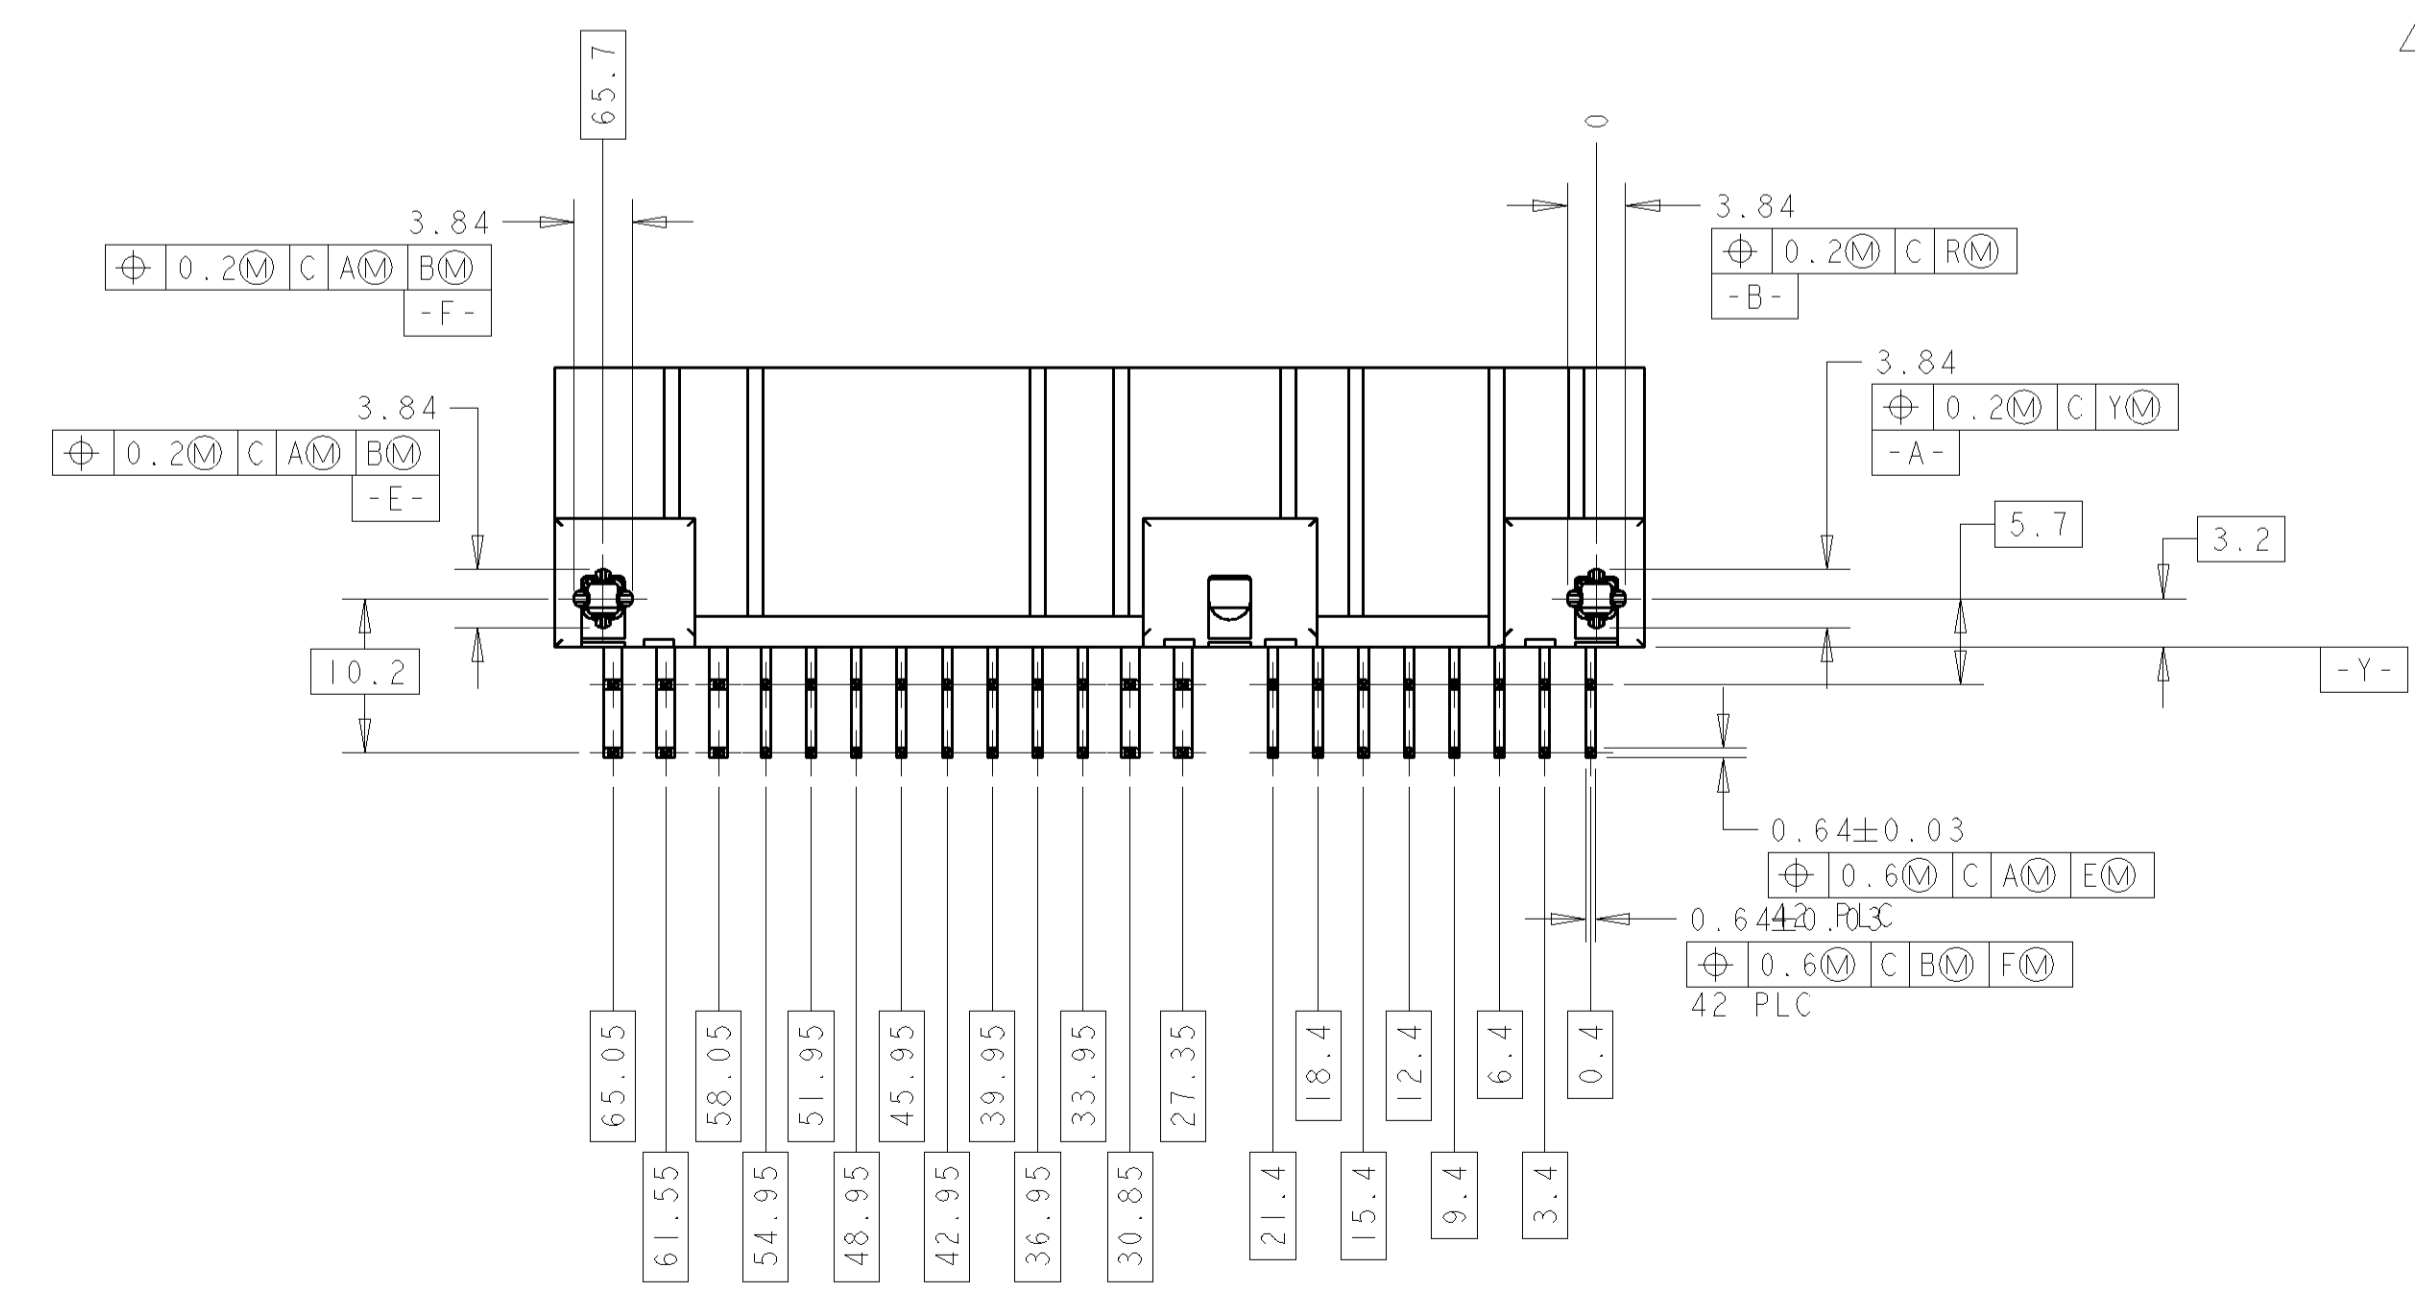 65.7
0
3.84
⌖ 0.2Ⓜ C AⓂ BⓂ
-F-
3.84
⌖ 0.2Ⓜ C RⓂ
-B-
3.84
⌖ 0.2Ⓜ C AⓂ BⓂ
-E-
3.84
⌖ 0.2Ⓜ C YⓂ
-A-
5.7
3.2
10.2
-Y-
0.64±0.03
⌖ 0.6Ⓜ C AⓂ EⓂ
42 PLC
0.64±0.03
⌖ 0.6Ⓜ C BⓂ FⓂ
42 PLC
65.05
61.55
58.05
54.95
51.95
48.95
45.95
42.95
39.95
36.95
33.95
30.85
27.35
21.4
18.4
15.4
12.4
9.4
6.4
3.4
0.4